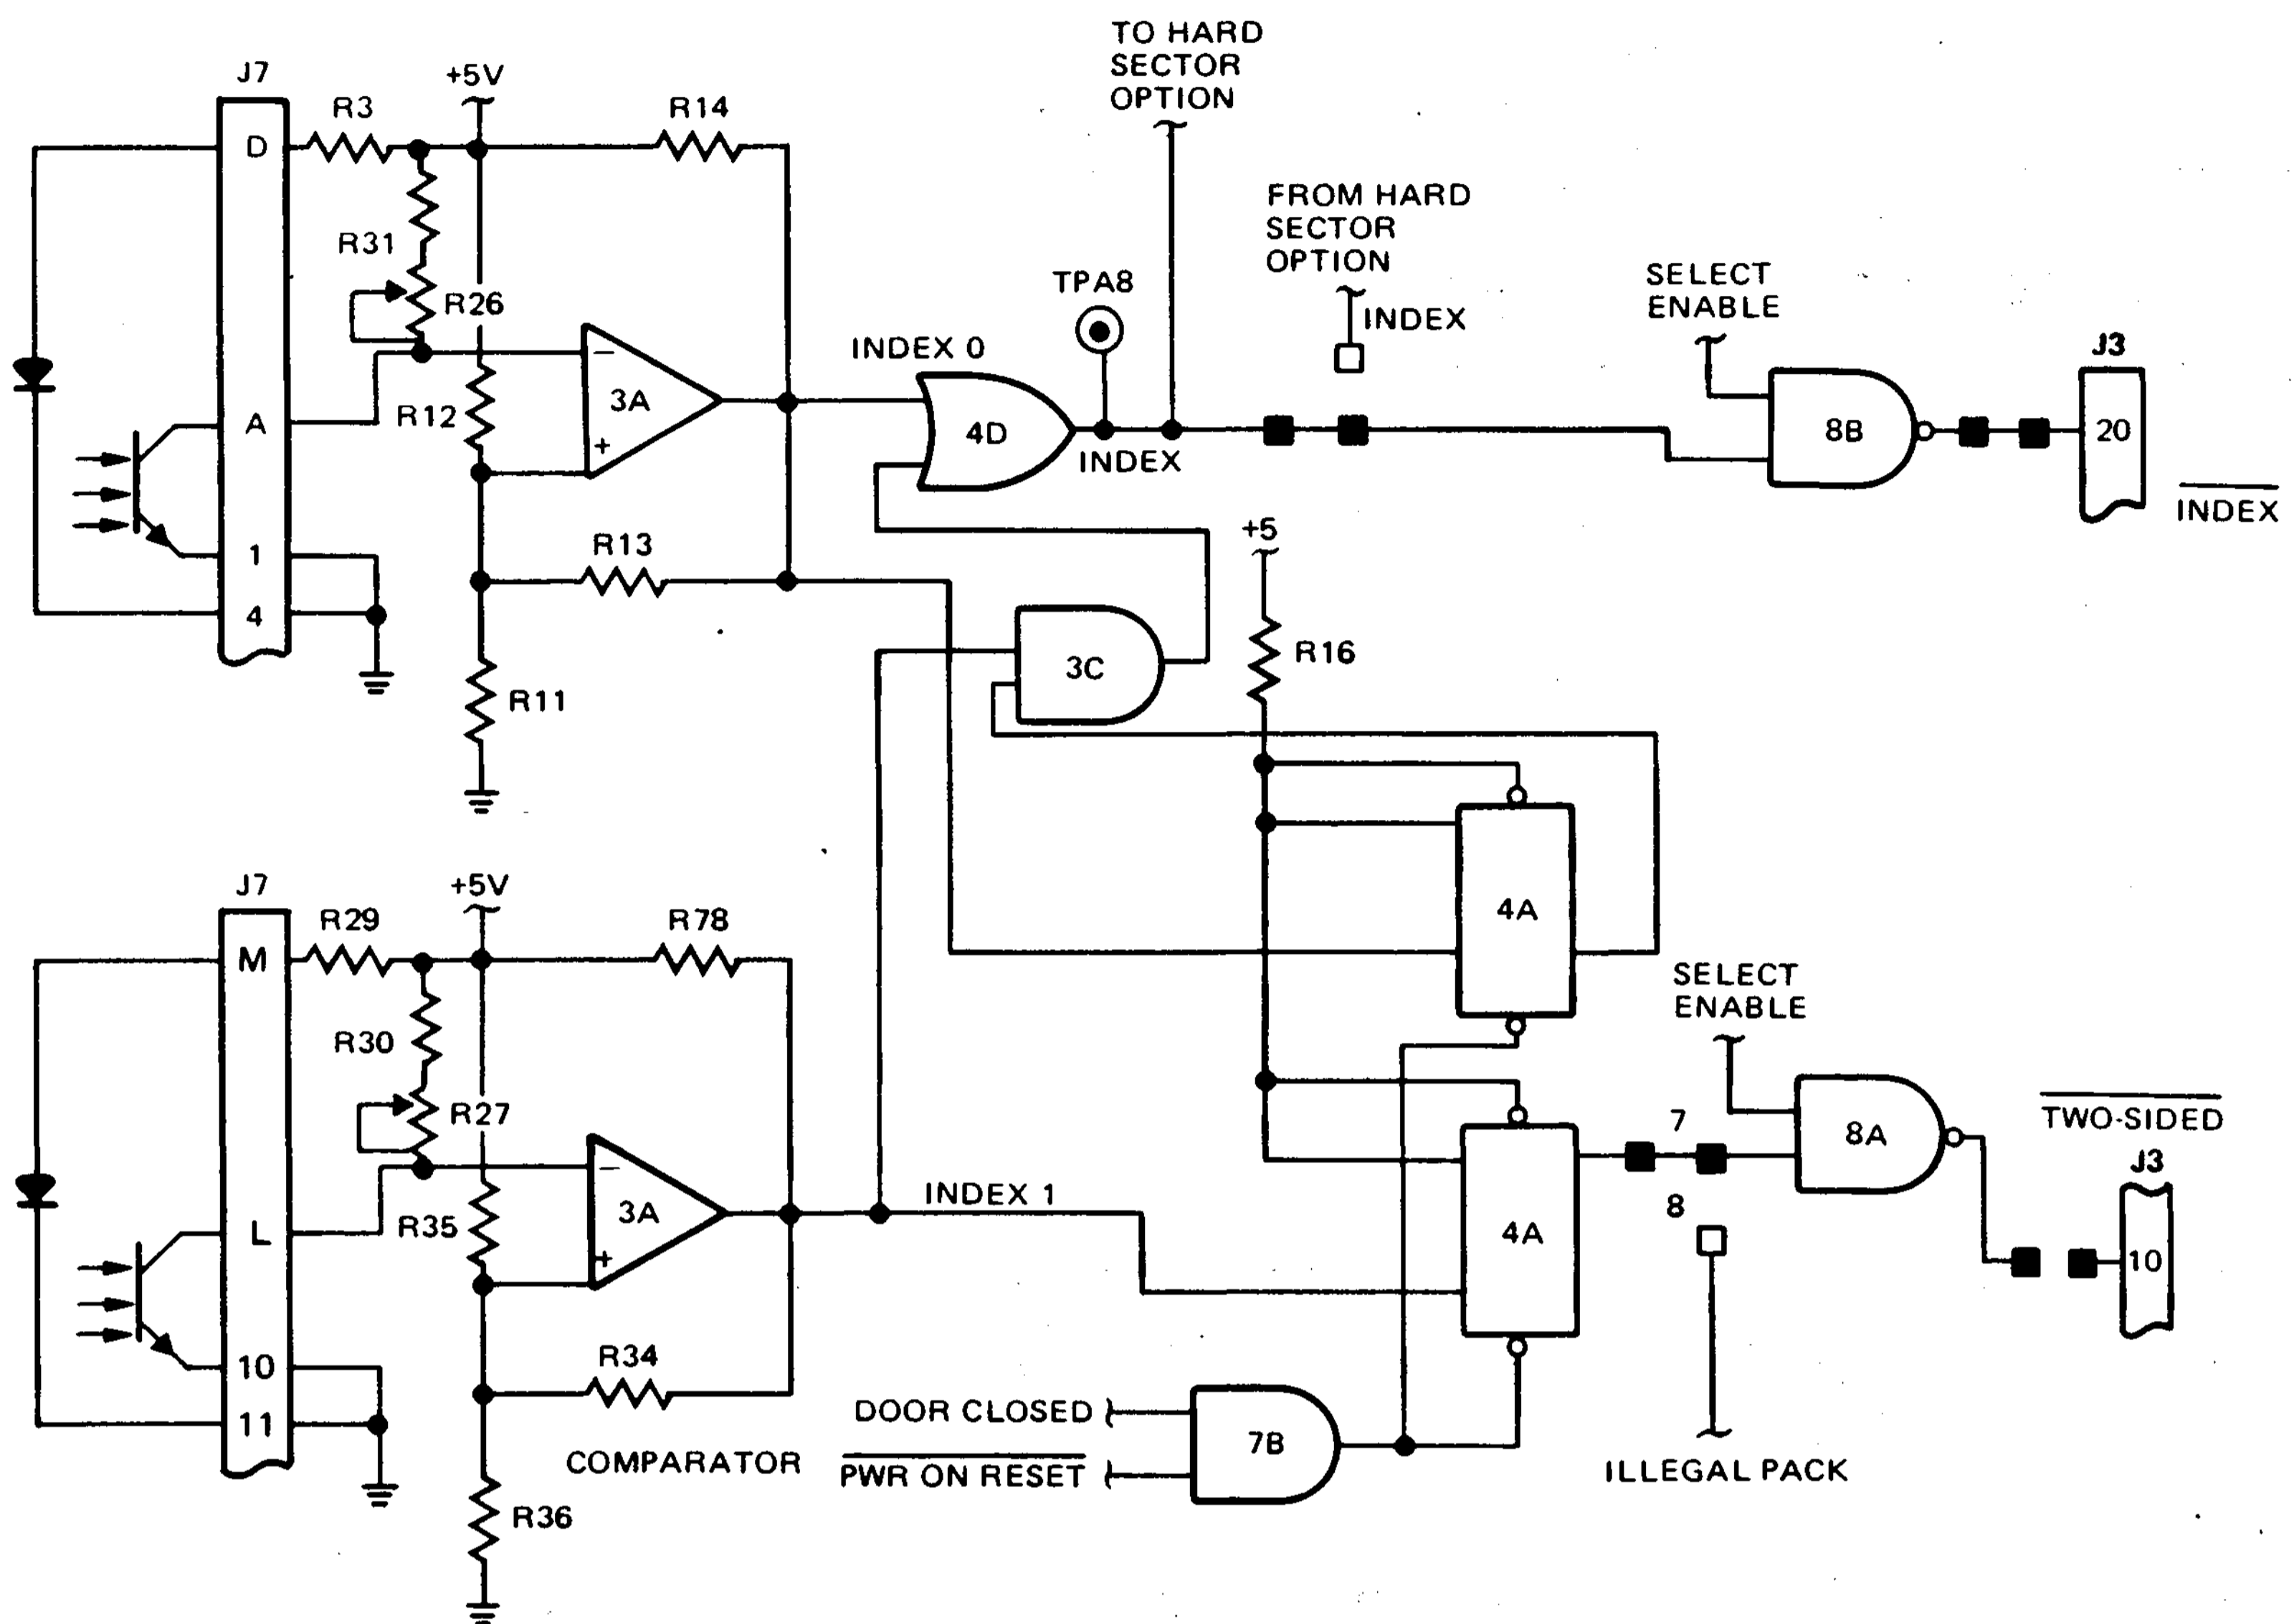 TO HARD
SECTOR
OPTION
J7
+5V
R3
R14
D
FROM HARD
SECTOR
OPTION
R31
TPA8
R26
INDEX
SELECT
ENABLE
J3
INDEX 0
R12
3A
−
+
A
4D
INDEX
8B
20
INDEX
+5
R13
1
4
R16
3C
R11
J7
+5V
R29
R78
M
4A
SELECT
ENABLE
R30
R27
7
TWO-SIDED
8A
J3
INDEX 1
8
L
R35
3A
−
+
4A
10
R34
10
11
DOOR CLOSED
7B
COMPARATOR
PWR ON RESET
ILLEGAL PACK
R36